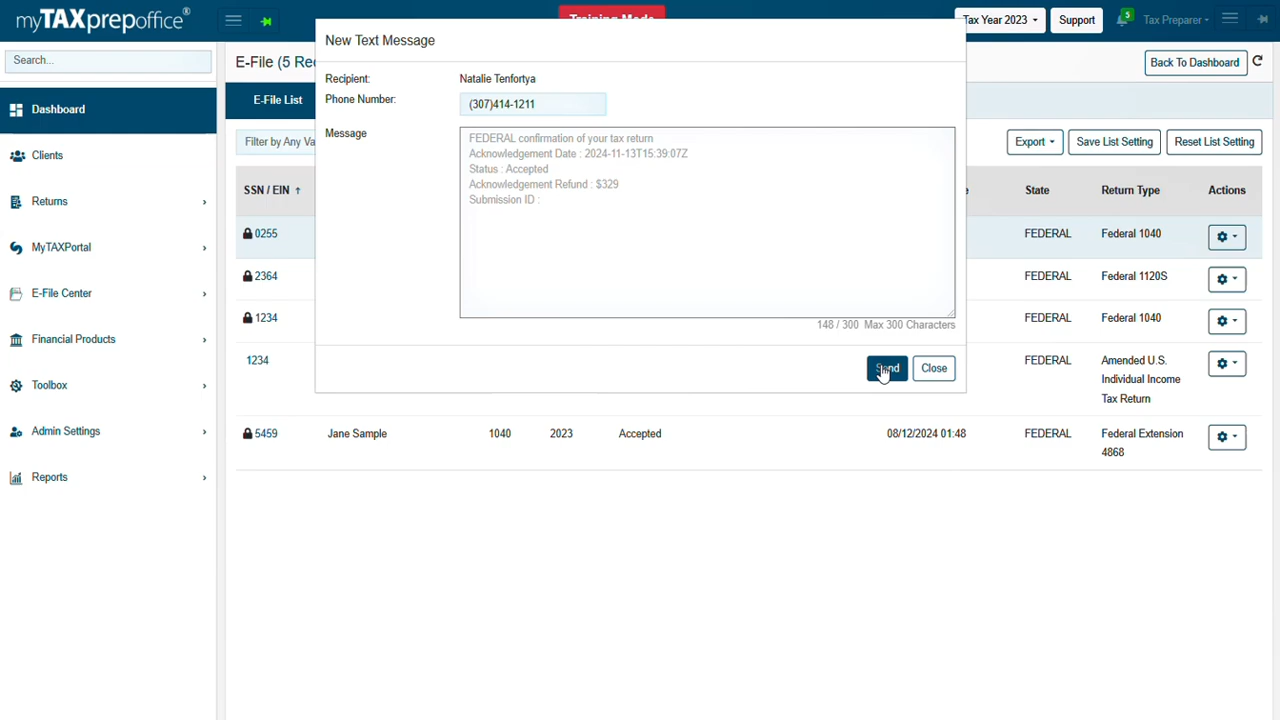 myTAXprepoffice®
Training Mode
Tax Year 2023
Support
5
Tax Preparer
Search...
Dashboard
Clients
Returns
MyTAXPortal
E-File Center
Financial Products
Toolbox
Admin Settings
Reports
E-File (5 Rec
Back To Dashboard
E-File List
Filter by Any Va
Export
Save List Setting
Reset List Setting
New Text Message
Recipient: Natalie Tenfortya
Phone Number: (307)414-1211
Message
FEDERAL confirmation of your tax return
Acknowledgement Date : 2024-11-13T15:39:07Z
Status : Accepted
Acknowledgement Refund : $329
Submission ID :
148 / 300 Max 300 Characters
Send Close
SSN / EIN ↑ State Return Type Actions
0255 FEDERAL Federal 1040
2364 FEDERAL Federal 1120S
1234 FEDERAL Federal 1040
1234 FEDERAL Amended U.S.
Individual Income
Tax Return
5459 Jane Sample 1040 2023 Accepted 08/12/2024 01:48 FEDERAL Federal Extension
4868